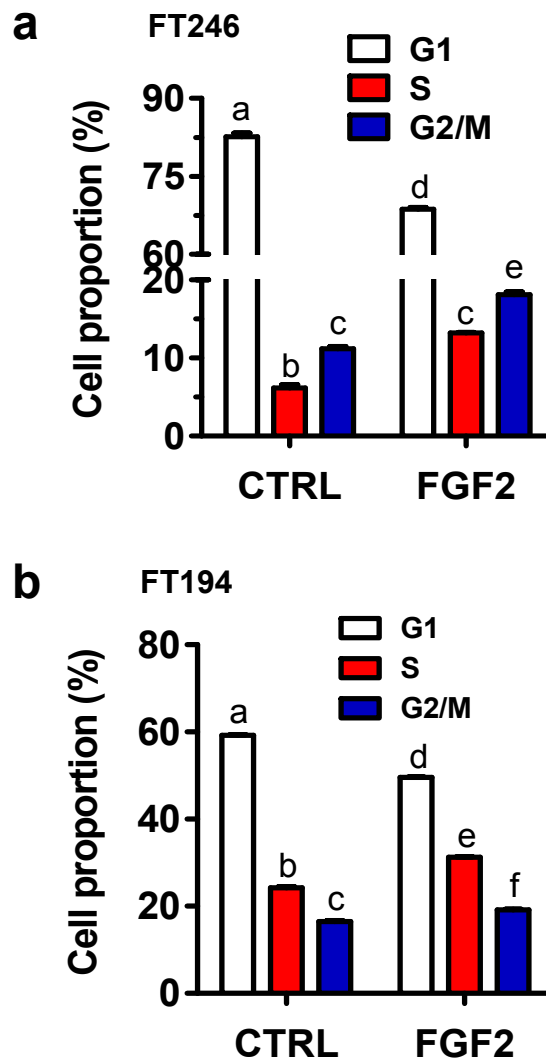 a
FT246
G1
S
G2/M
Cell proportion (%)
90
75
60
20
10
0
a
b
c
d
c
e
CTRL
FGF2
b
FT194
G1
S
G2/M
Cell proportion (%)
80
60
40
20
0
a
b
c
d
e
f
CTRL
FGF2